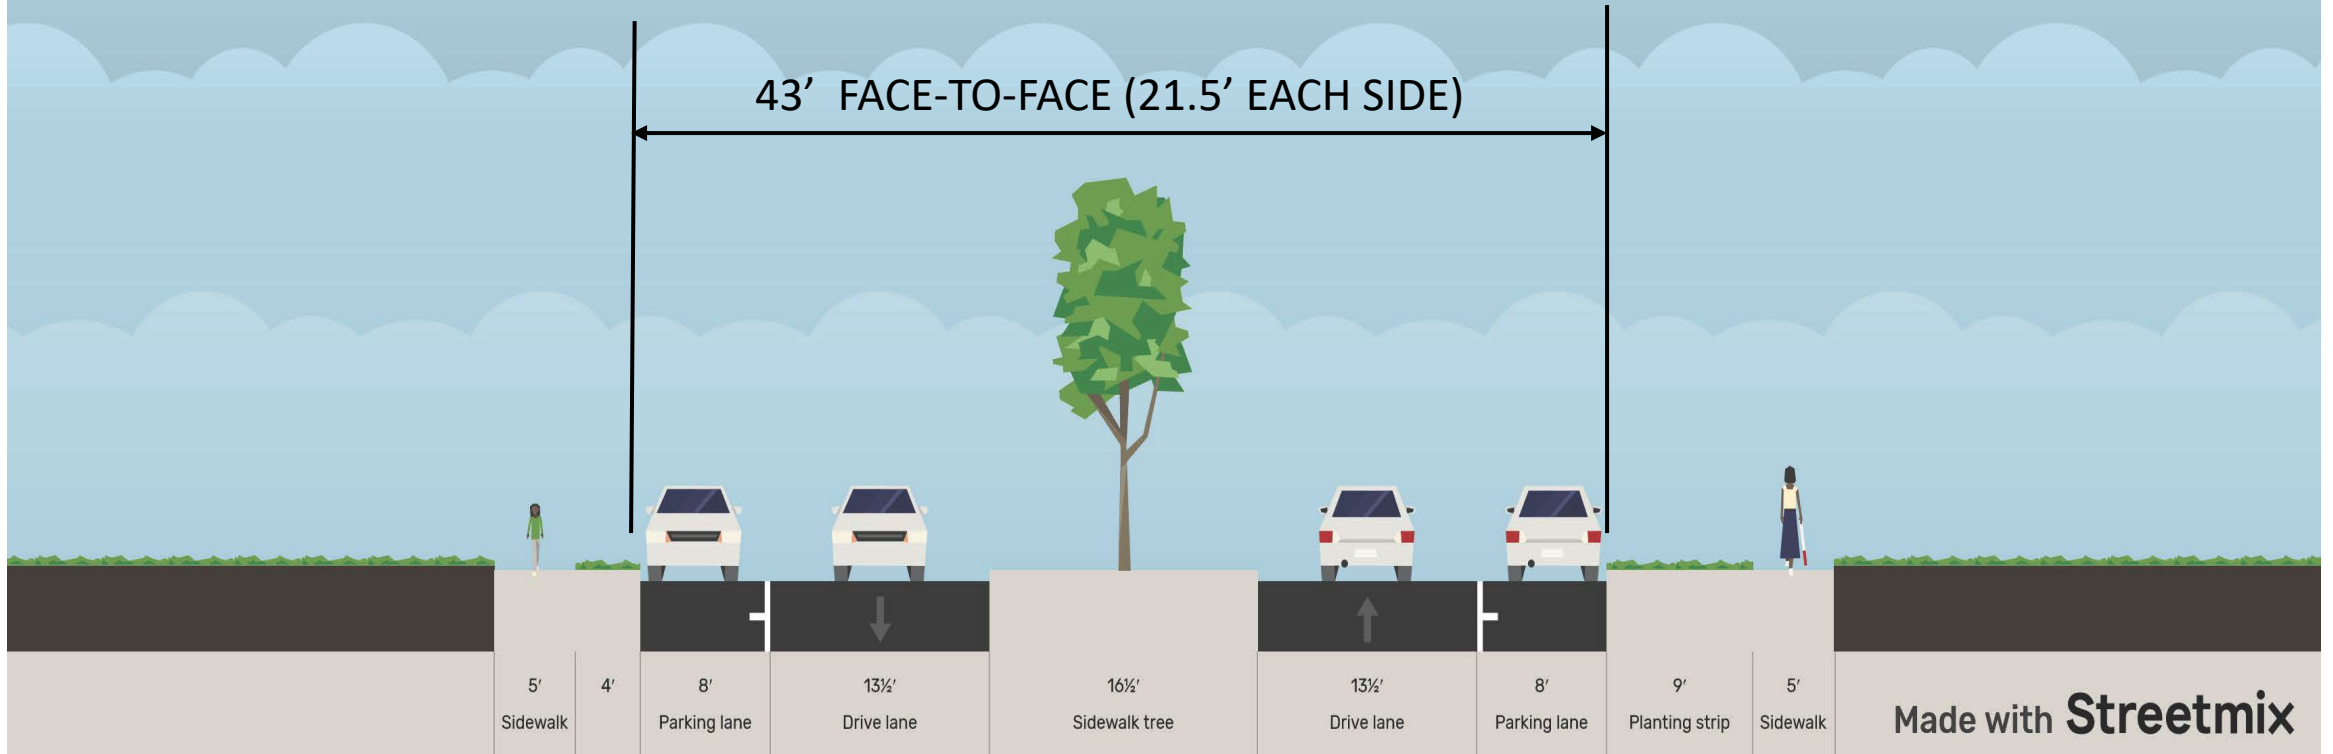 43’ FACE-TO-FACE (21.5’ EACH SIDE)
5′ 4′ 8′ 13½′ 16½′ 13½′ 8′ 9′ 5′
Sidewalk Parking lane Drive lane Sidewalk tree Drive lane Parking lane Planting strip Sidewalk
Made with Streetmix